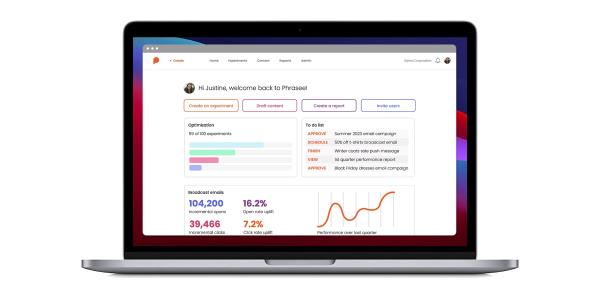 + Create
Home
Experiments
Content
Reports
Admin
Hi Justine, welcome back to Phrasee!
Create an experiment
Draft content
Create a report
Invite users
Optimization
59 of 100 experiments
To do list
APPROVE Summer 2023 email campaign
SCHEDULE 50% off t-shirts broadcast email
FINISH Winter coats sale push message
VIEW Q4 quarter performance report
APPROVE Black Friday dresses email campaign
Broadcast emails
104,200
Incremental opens
16.2%
Open rate uplift
39,466
Incremental clicks
7.2%
Click rate uplift
Performance over last quarter